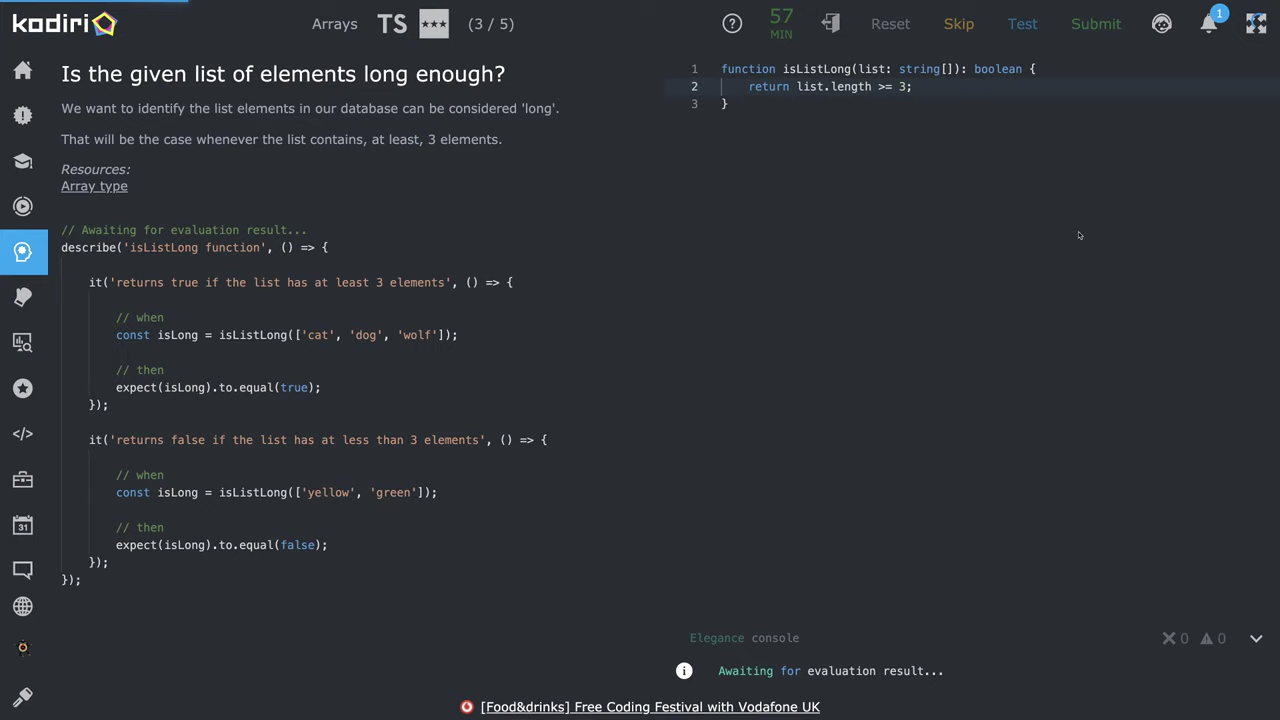 kodiri
Arrays TS *** (3 / 5)
57
MIN
Reset Skip Test Submit
1
Is the given list of elements long enough?
We want to identify the list elements in our database can be considered 'long'.
That will be the case whenever the list contains, at least, 3 elements.
Resources:
Array type
// Awaiting for evaluation result...
describe('isListLong function', () => {
it('returns true if the list has at least 3 elements', () => {
// when
const isLong = isListLong(['cat', 'dog', 'wolf']);
// then
expect(isLong).to.equal(true);
});
it('returns false if the list has at less than 3 elements', () => {
// when
const isLong = isListLong(['yellow', 'green']);
// then
expect(isLong).to.equal(false);
});
});
1 function isListLong(list: string[]): boolean {
2 return list.length >= 3;
3 }
Elegance console
0 0
Awaiting for evaluation result...
31
[Food&drinks] Free Coding Festival with Vodafone UK